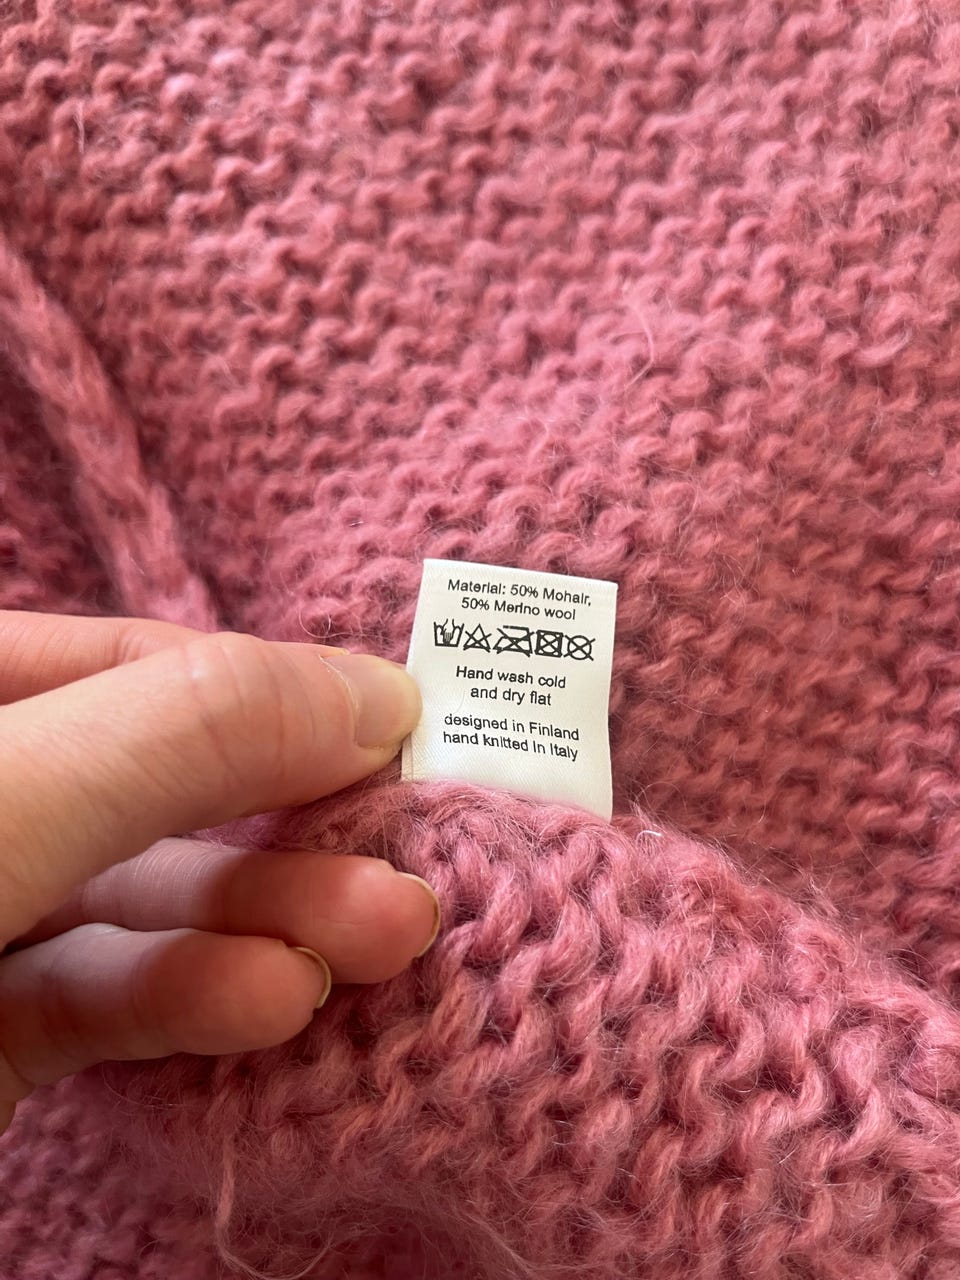 Material: 50% Mohair,
50% Merino wool
Hand wash cold
and dry flat
designed in Finland
hand knitted in Italy